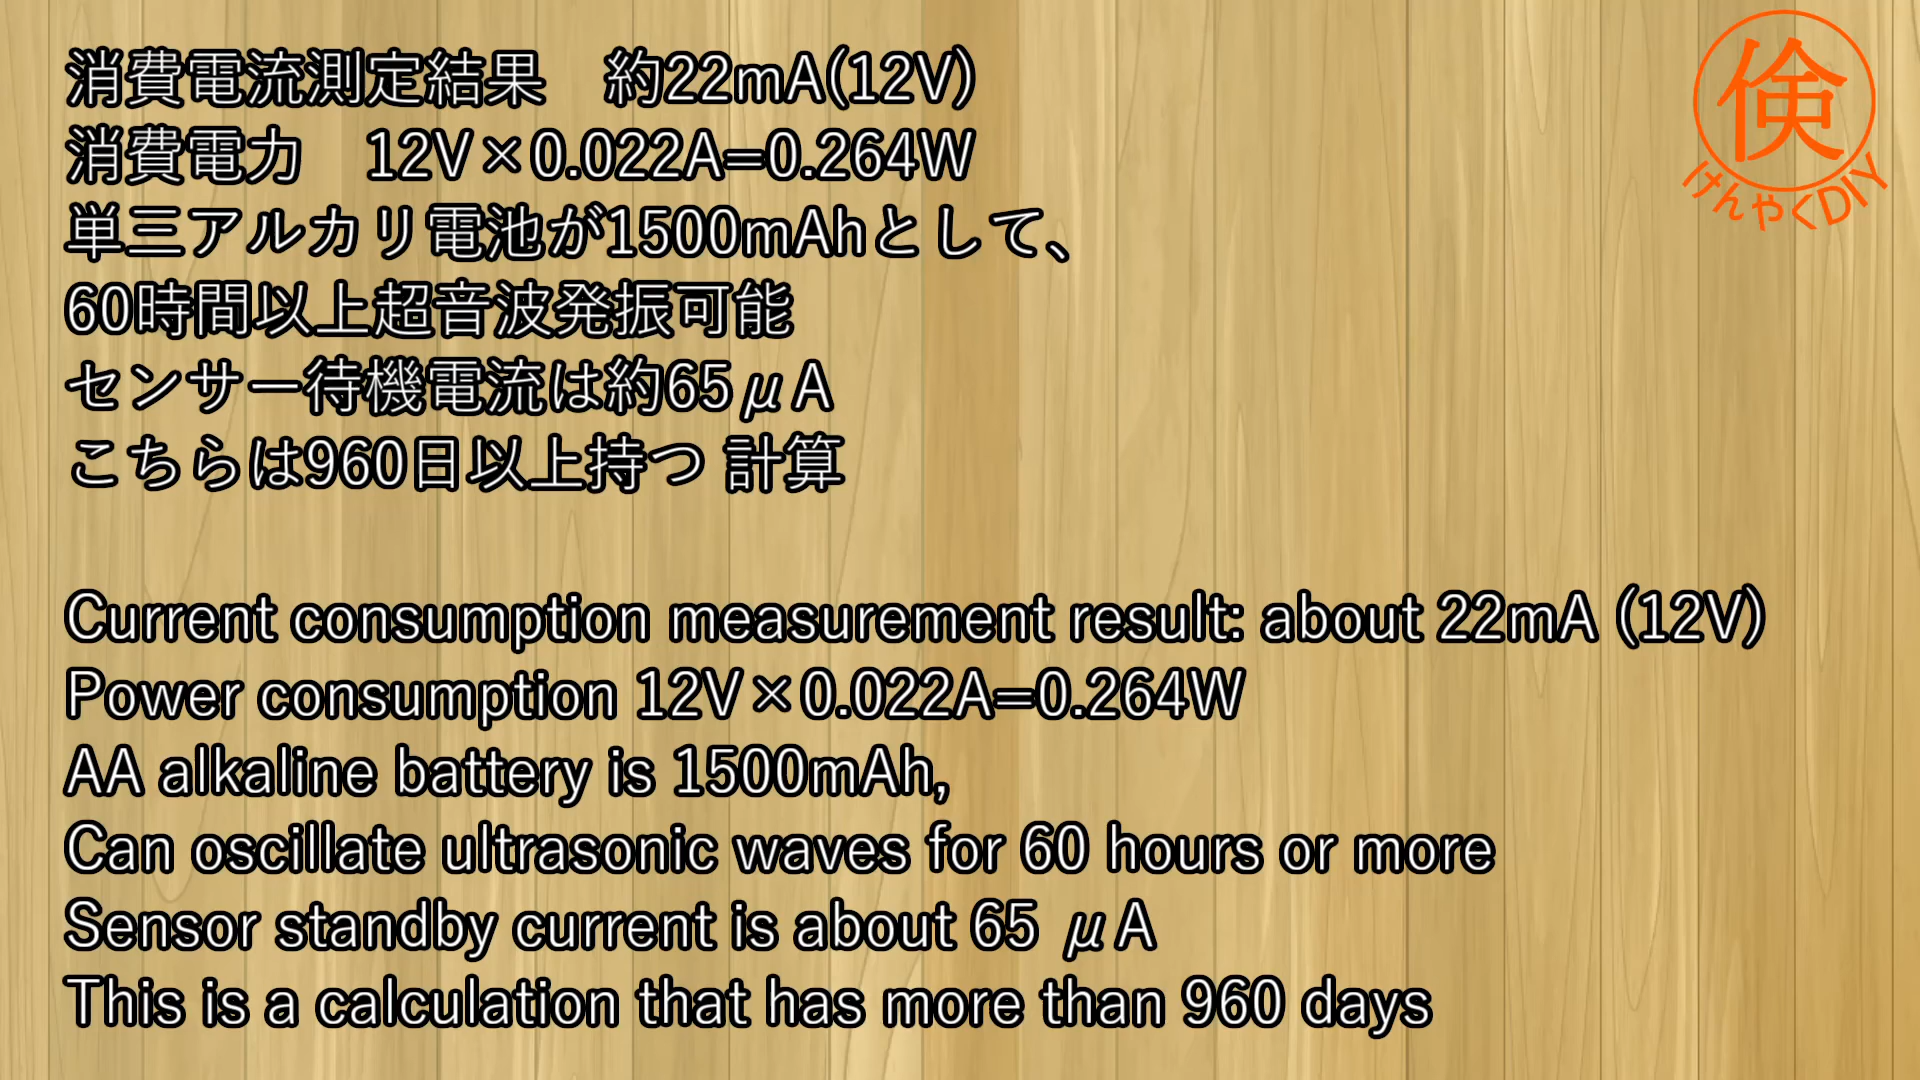 消費電流測定結果　約22mA(12V)
消費電力　12V×0.022A=0.264W
単三アルカリ電池が1500mAhとして、
60時間以上超音波発振可能
センサー待機電流は約65μA
こちらは960日以上持つ 計算
Current consumption measurement result: about 22mA (12V)
Power consumption 12V×0.022A=0.264W
AA alkaline battery is 1500mAh,
Can oscillate ultrasonic waves for 60 hours or more
Sensor standby current is about 65 μA
This is a calculation that has more than 960 days
倹
けんやくDIY